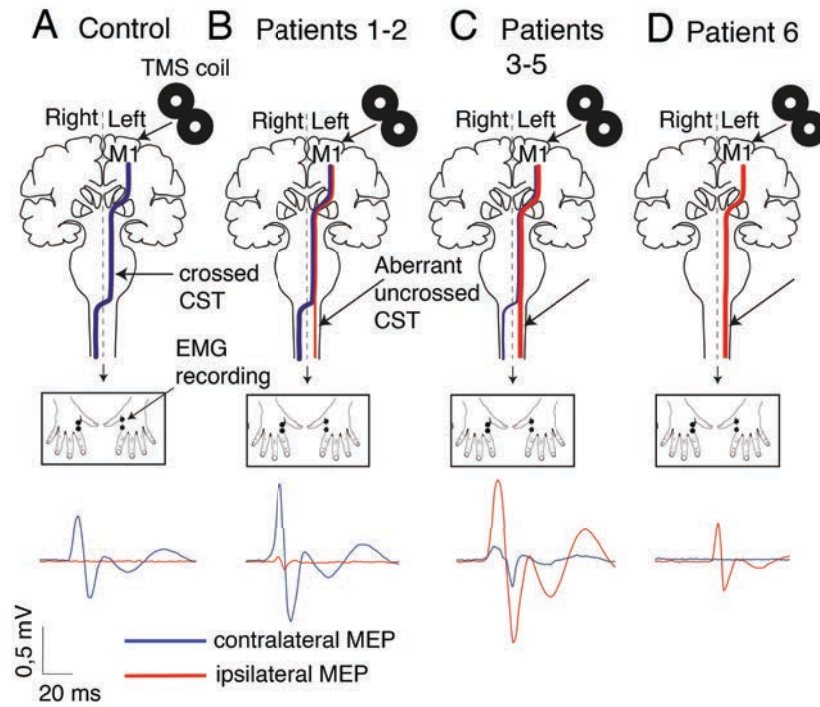 A Control
B Patients 1-2
C Patients
3-5
D Patient 6
TMS coil
Right Left
M1
Right Left
M1
Right Left
M1
Right Left
M1
crossed
CST
Aberrant
uncrossed
CST
EMG
recording
0,5 mV
20 ms
contralateral MEP
ipsilateral MEP